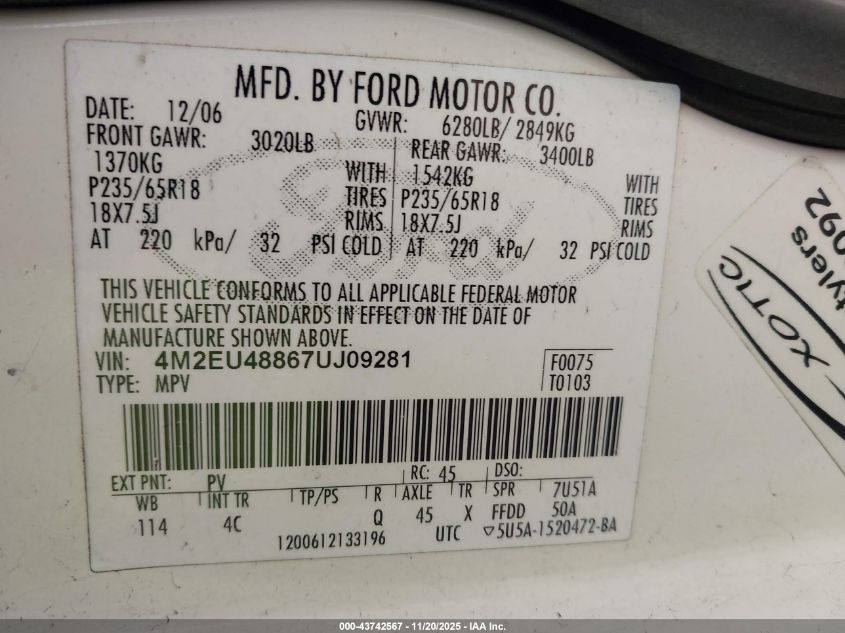 MFD. BY FORD MOTOR CO.
DATE: 12/06 GVWR: 6280LB/ 2849KG
FRONT GAWR: 3020LB REAR GAWR: 3400LB
1370KG WITH 1542KG WITH
P235/65R18 TIRES P235/65R18 TIRES
18X7.5J RIMS 18X7.5J RIMS
AT 220 kPa/ 32 PSI COLD AT 220 kPa/ 32 PSI COLD
Ford
THIS VEHICLE CONFORMS TO ALL APPLICABLE FEDERAL MOTOR
VEHICLE SAFETY STANDARDS IN EFFECT ON THE DATE OF
MANUFACTURE SHOWN ABOVE.
VIN: 4M2EU48867UJ09281 F0075
TYPE: MPV T0103
EXT PNT: PV RC: 45 DSO:
WB INT TR TP/PS R AXLE TR SPR 7U51A
114 4C Q 45 X FFDD 50A
1200612133196 UTC ▽5U5A-1520472-BA
XOTIC
tylers
092
000-43742567 - 11/20/2025 - IAA Inc.